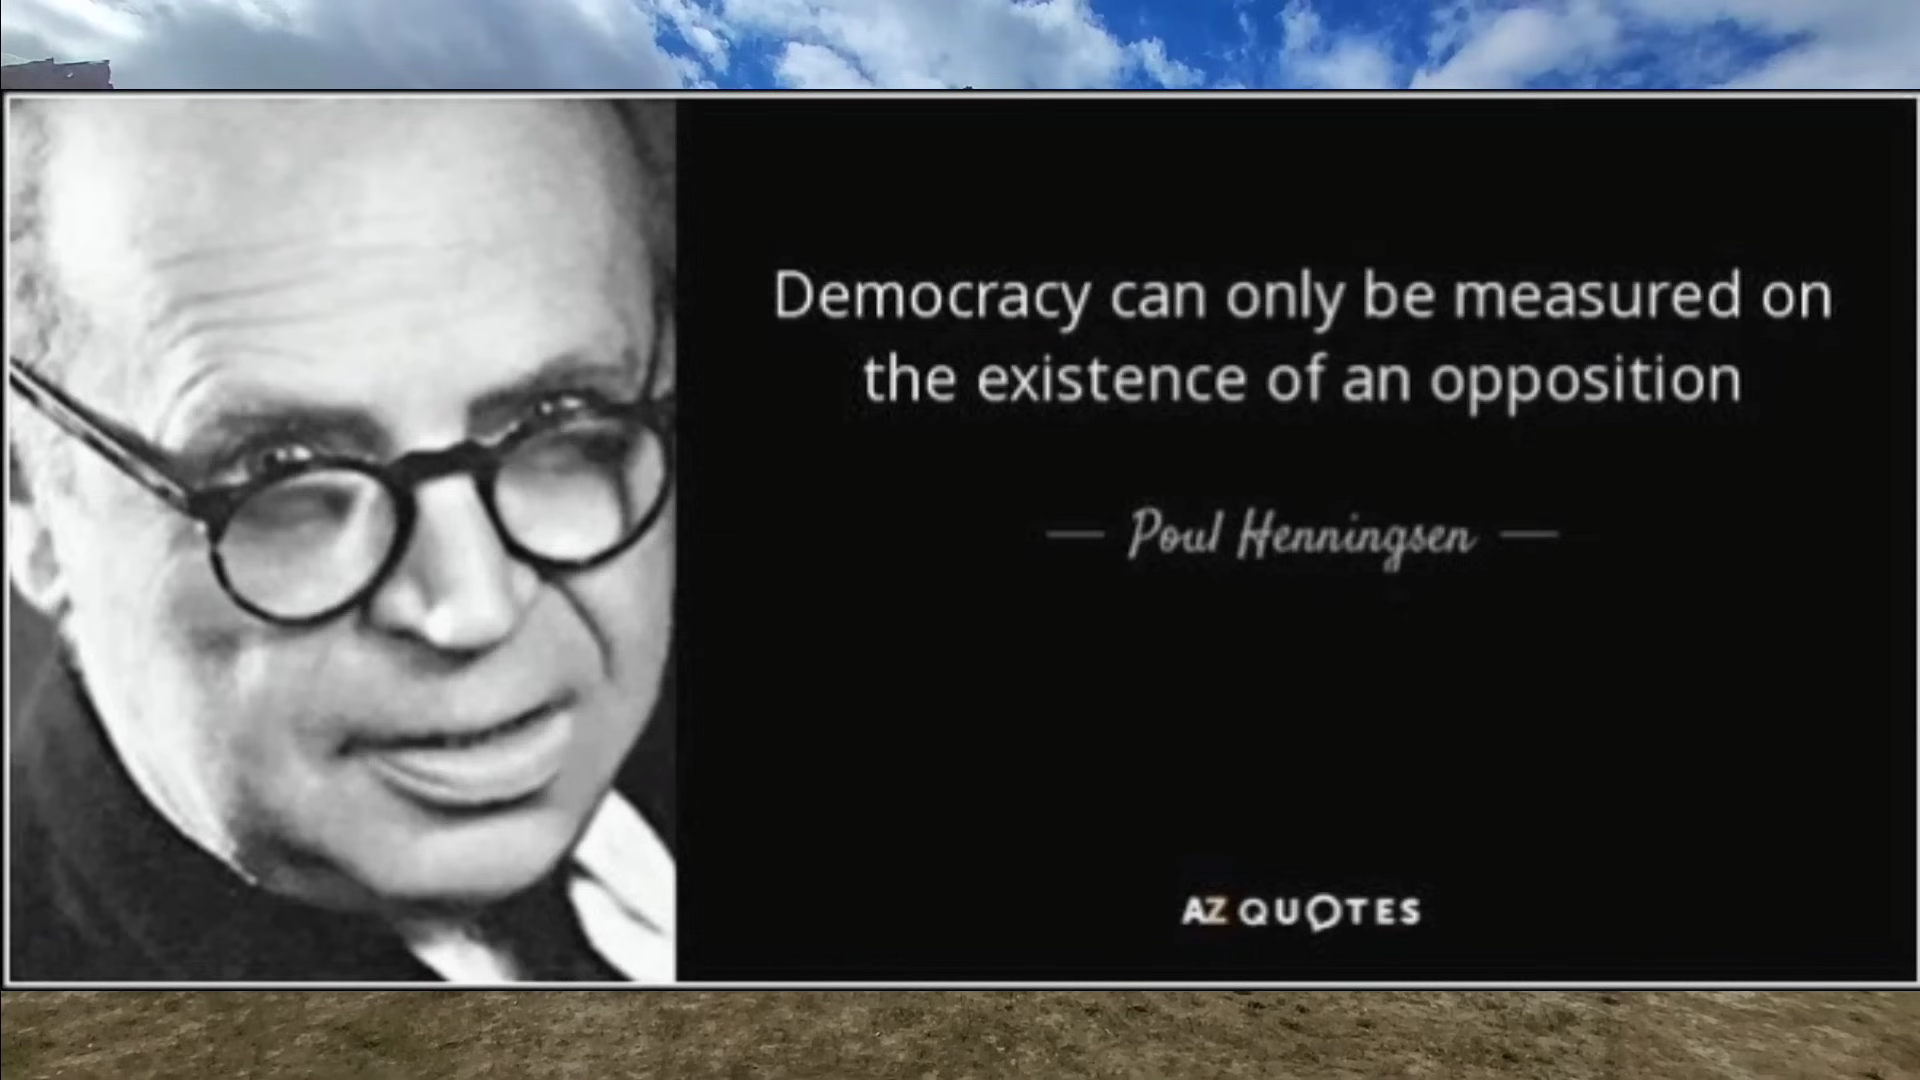 Democracy can only be measured on
the existence of an opposition
— Poul Henningsen —
AZ QUOTES